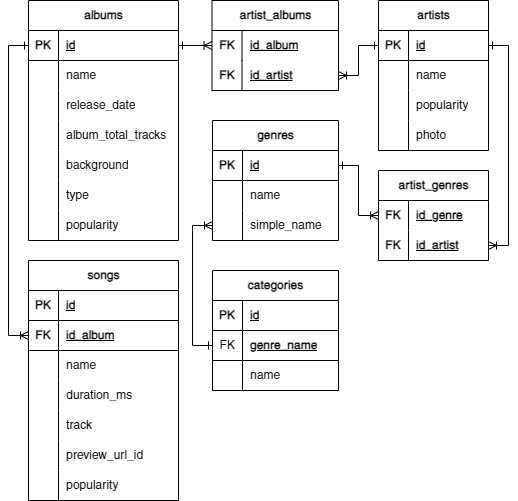 albums
PK id
name
release_date
album_total_tracks
background
type
popularity
artist_albums
FK id_album
FK id_artist
artists
PK id
name
popularity
photo
genres
PK id
name
simple_name
artist_genres
FK id_genre
FK id_artist
songs
PK id
FK id_album
name
duration_ms
track
preview_url_id
popularity
categories
PK id
FK genre_name
name